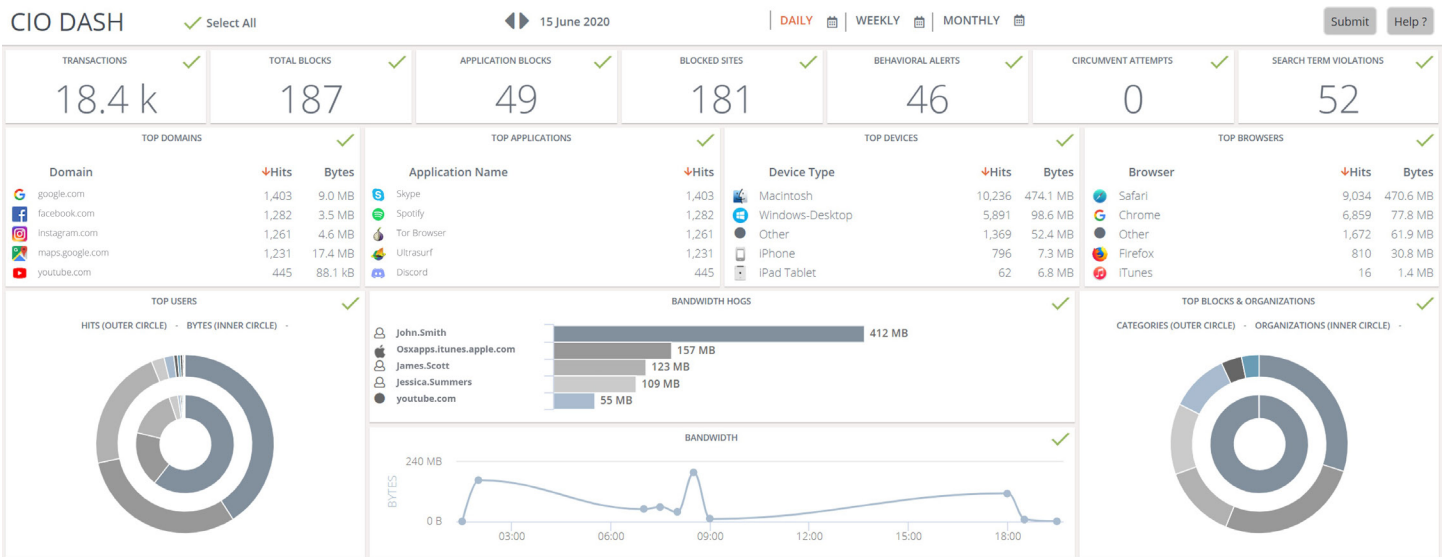 CIO DASH
Select All
15 June 2020
DAILY
WEEKLY
MONTHLY
Submit
Help ?
TRANSACTIONS
18.4 k
TOTAL BLOCKS
187
APPLICATION BLOCKS
49
BLOCKED SITES
181
BEHAVIORAL ALERTS
46
CIRCUMVENT ATTEMPTS
0
SEARCH TERM VIOLATIONS
52
TOP DOMAINS
Domain Hits Bytes
google.com 1,403 9.0 MB
facebook.com 1,282 3.5 MB
instagram.com 1,261 4.6 MB
maps.google.com 1,231 17.4 MB
youtube.com 445 88.1 kB
TOP APPLICATIONS
Application Name Hits
Skype 1,403
Spotify 1,282
Tor Browser 1,261
Ultrasurf 1,231
Discord 445
TOP DEVICES
Device Type Hits Bytes
Macintosh 10,236 474.1 MB
Windows-Desktop 5,891 98.6 MB
Other 1,369 52.4 MB
iPhone 796 7.3 MB
iPad Tablet 62 6.8 MB
TOP BROWSERS
Browser Hits Bytes
Safari 9,034 470.6 MB
Chrome 6,859 77.8 MB
Other 1,672 61.9 MB
Firefox 810 30.8 MB
iTunes 16 1.4 MB
TOP USERS
HITS (OUTER CIRCLE) - BYTES (INNER CIRCLE) -
BANDWIDTH HOGS
John.Smith 412 MB
Osxapps.itunes.apple.com 157 MB
James.Scott 123 MB
Jessica.Summers 109 MB
youtube.com 55 MB
BANDWIDTH
240 MB
BYTES
0 B
03:00 06:00 09:00 12:00 15:00 18:00
TOP BLOCKS & ORGANIZATIONS
CATEGORIES (OUTER CIRCLE) - ORGANIZATIONS (INNER CIRCLE) -